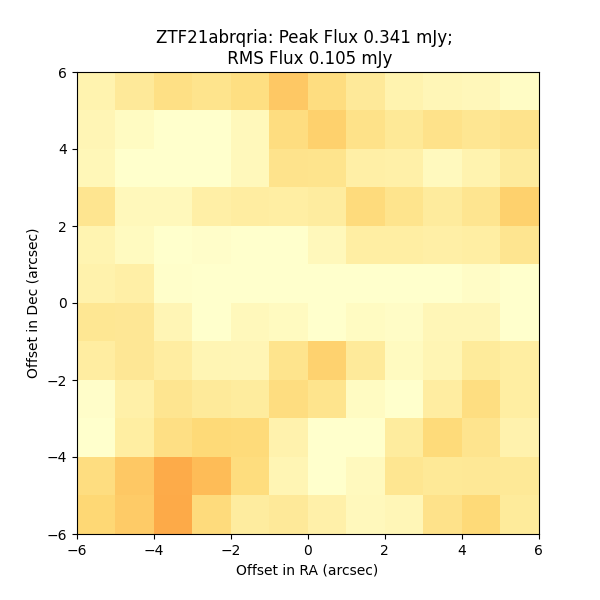 ZTF21abrqria: Peak Flux 0.341 mJy;
RMS Flux 0.105 mJy
6
4
2
0
−2
−4
−6
Offset in Dec (arcsec)
−6 −4 −2 0 2 4 6
Offset in RA (arcsec)